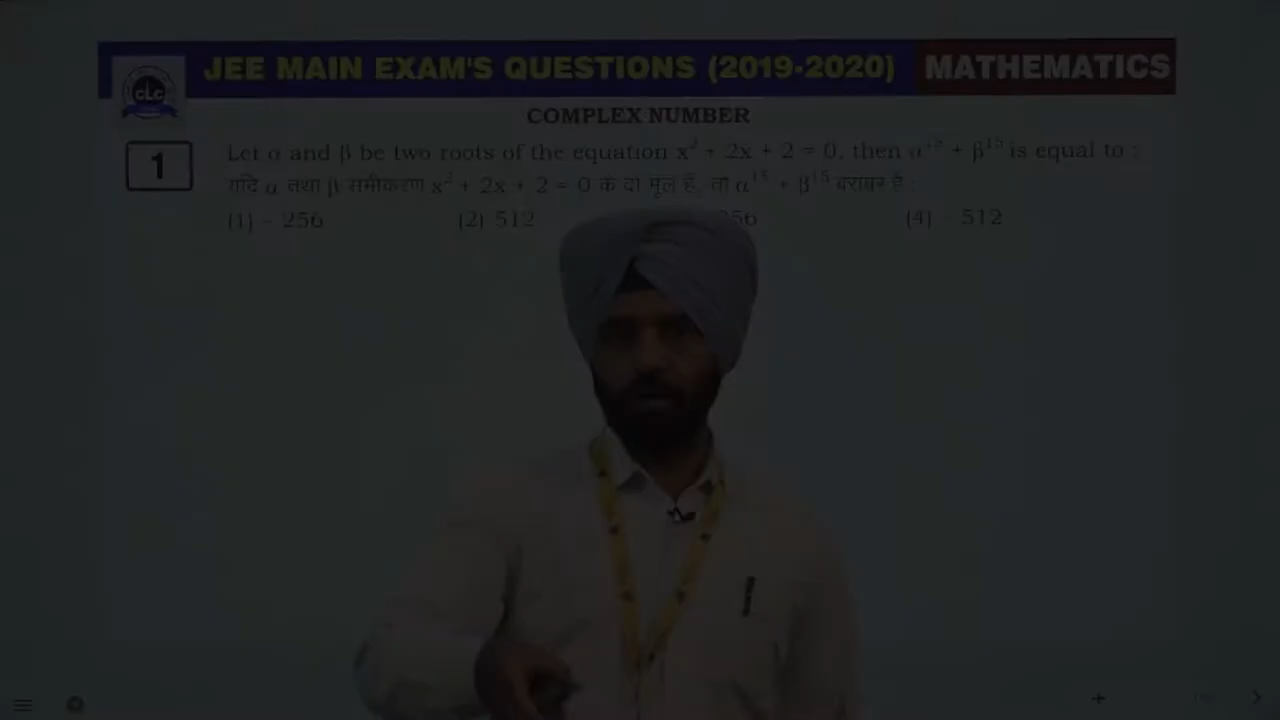 JEE MAIN EXAM'S QUESTIONS (2019-2020) MATHEMATICS
CLC
COMPLEX NUMBER
1 Let α and β be two roots of the equation x² + 2x + 2 = 0, then α¹⁵ + β¹⁵ is equal to :
यदि α तथा β समीकरण x² + 2x + 2 = 0 के दो मूल हैं, तो α¹⁵ + β¹⁵ बराबर है :
(1) - 256 (2) 512 56 (4) - 512